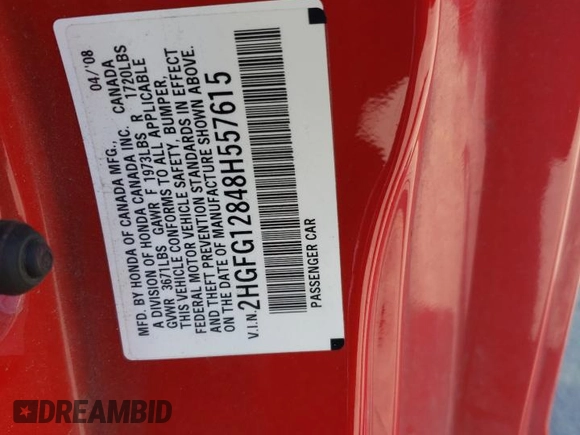 MFD. BY HONDA OF CANADA MFG., 04/'08
A DIVISION OF HONDA CANADA INC. CANADA
GVWR 3671LBS GAWR F 1973LBS R 1720LBS
THIS VEHICLE CONFORMS TO ALL APPLICABLE
FEDERAL MOTOR VEHICLE SAFETY, BUMPER,
AND THEFT PREVENTION STANDARDS IN EFFECT
ON THE DATE OF MANUFACTURE SHOWN ABOVE.
V.I.N. 2HGFG12848H557615
PASSENGER CAR
DREAMBID